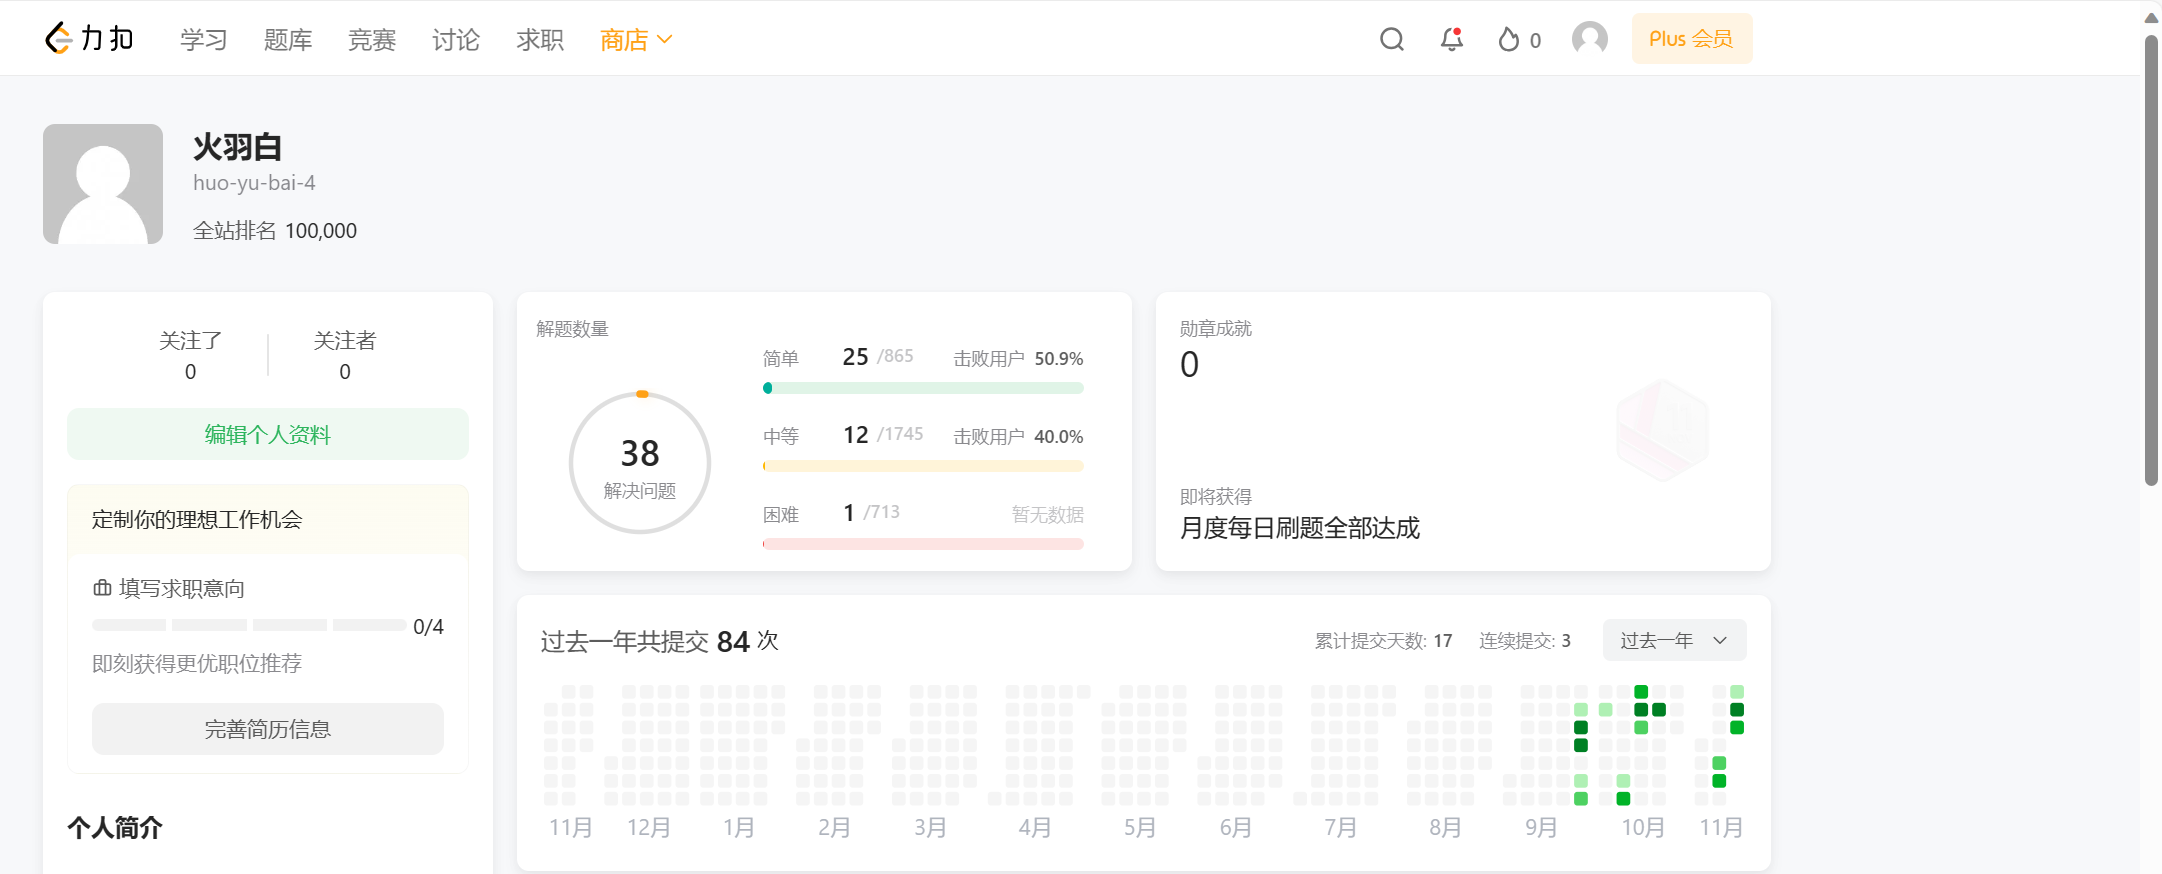 力扣 学习 题库 竞赛 讨论 求职 商店 0 Plus 会员
火羽白
huo-yu-bai-4
全站排名 100,000
关注了 关注者
0 0
编辑个人资料
定制你的理想工作机会
填写求职意向
0/4
即刻获得更优职位推荐
完善简历信息
个人简介
解题数量
38
解决问题
简单 25 /865 击败用户 50.9%
中等 12 /1745 击败用户 40.0%
困难 1 /713 暂无数据
勋章成就
0
即将获得
月度每日刷题全部达成
过去一年共提交 84 次 累计提交天数: 17 连续提交: 3 过去一年
11月 12月 1月 2月 3月 4月 5月 6月 7月 8月 9月 10月 11月